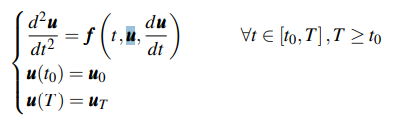 d²u/dt² = f(t, u, du/dt) ∀t ∈ [t₀, T], T ≥ t₀
u(t₀) = u₀
u(T) = u_T